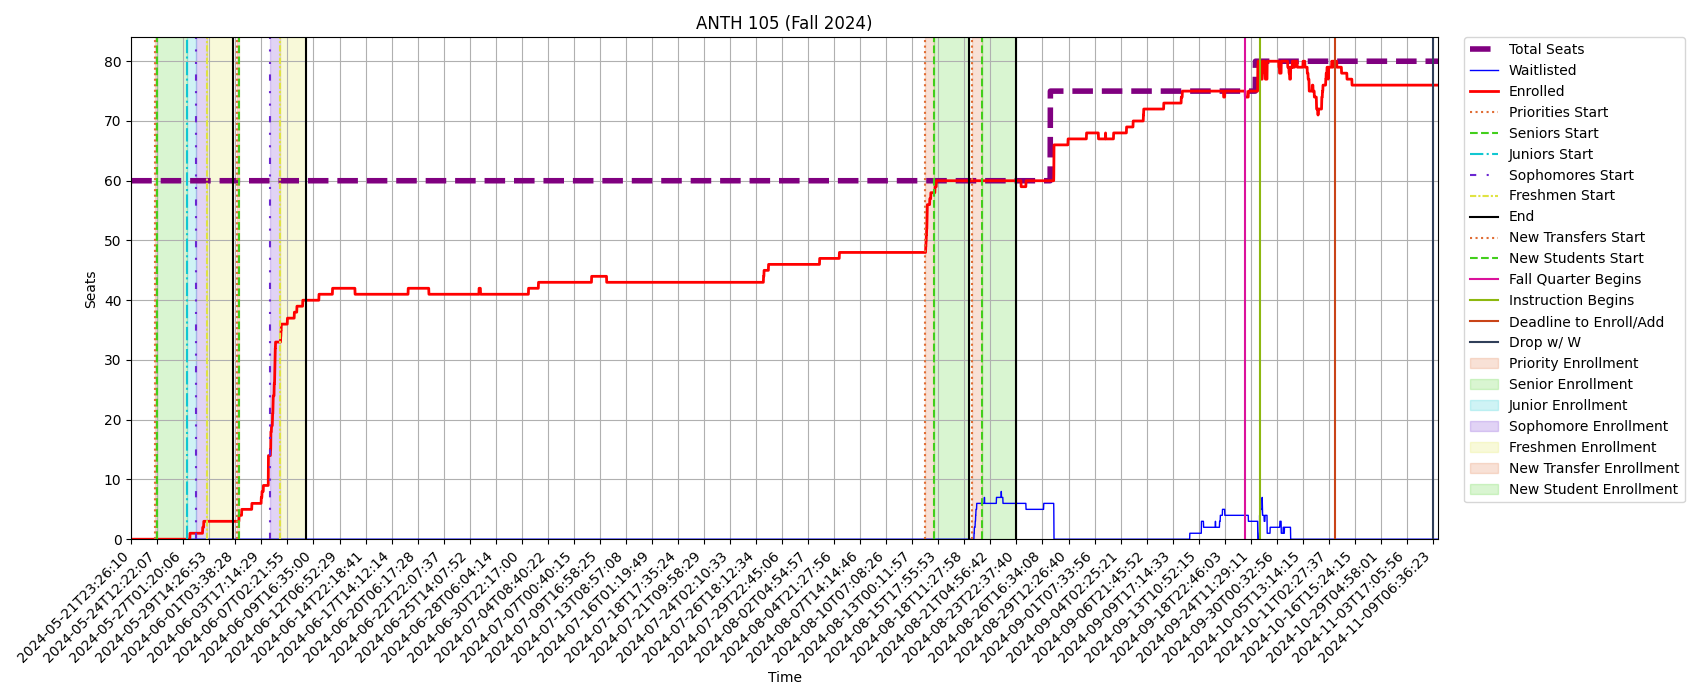 ANTH 105 (Fall 2024)
Seats
80
70
60
50
40
30
20
10
0
2024-05-21T23:26:10
2024-05-24T12:22:07
2024-05-27T01:20:06
2024-05-29T14:26:53
2024-06-01T03:38:28
2024-06-03T17:14:29
2024-06-07T02:21:55
2024-06-09T16:35:00
2024-06-12T06:52:29
2024-06-14T22:18:41
2024-06-17T14:12:14
2024-06-20T06:17:28
2024-06-22T22:07:37
2024-06-25T14:07:52
2024-06-28T06:04:14
2024-06-30T22:17:00
2024-07-04T08:40:22
2024-07-07T00:40:15
2024-07-09T16:58:25
2024-07-13T08:57:08
2024-07-16T01:19:49
2024-07-18T17:35:24
2024-07-21T09:58:29
2024-07-24T02:10:33
2024-07-26T18:12:34
2024-07-29T22:45:06
2024-08-02T04:54:57
2024-08-04T21:27:56
2024-08-07T14:14:46
2024-08-10T07:08:26
2024-08-13T00:11:57
2024-08-15T17:55:53
2024-08-18T11:27:58
2024-08-21T04:56:42
2024-08-23T22:37:40
2024-08-26T16:34:08
2024-08-29T12:26:40
2024-09-01T07:33:56
2024-09-04T02:25:21
2024-09-06T21:45:52
2024-09-09T17:14:33
2024-09-13T10:52:15
2024-09-18T22:46:03
2024-09-24T11:29:11
2024-09-30T00:32:56
2024-10-05T13:14:15
2024-10-11T02:27:37
2024-10-16T15:24:15
2024-10-29T04:58:01
2024-11-03T17:05:56
2024-11-09T06:36:23
Time
Total Seats
Waitlisted
Enrolled
Priorities Start
Seniors Start
Juniors Start
Sophomores Start
Freshmen Start
End
New Transfers Start
New Students Start
Fall Quarter Begins
Instruction Begins
Deadline to Enroll/Add
Drop w/ W
Priority Enrollment
Senior Enrollment
Junior Enrollment
Sophomore Enrollment
Freshmen Enrollment
New Transfer Enrollment
New Student Enrollment